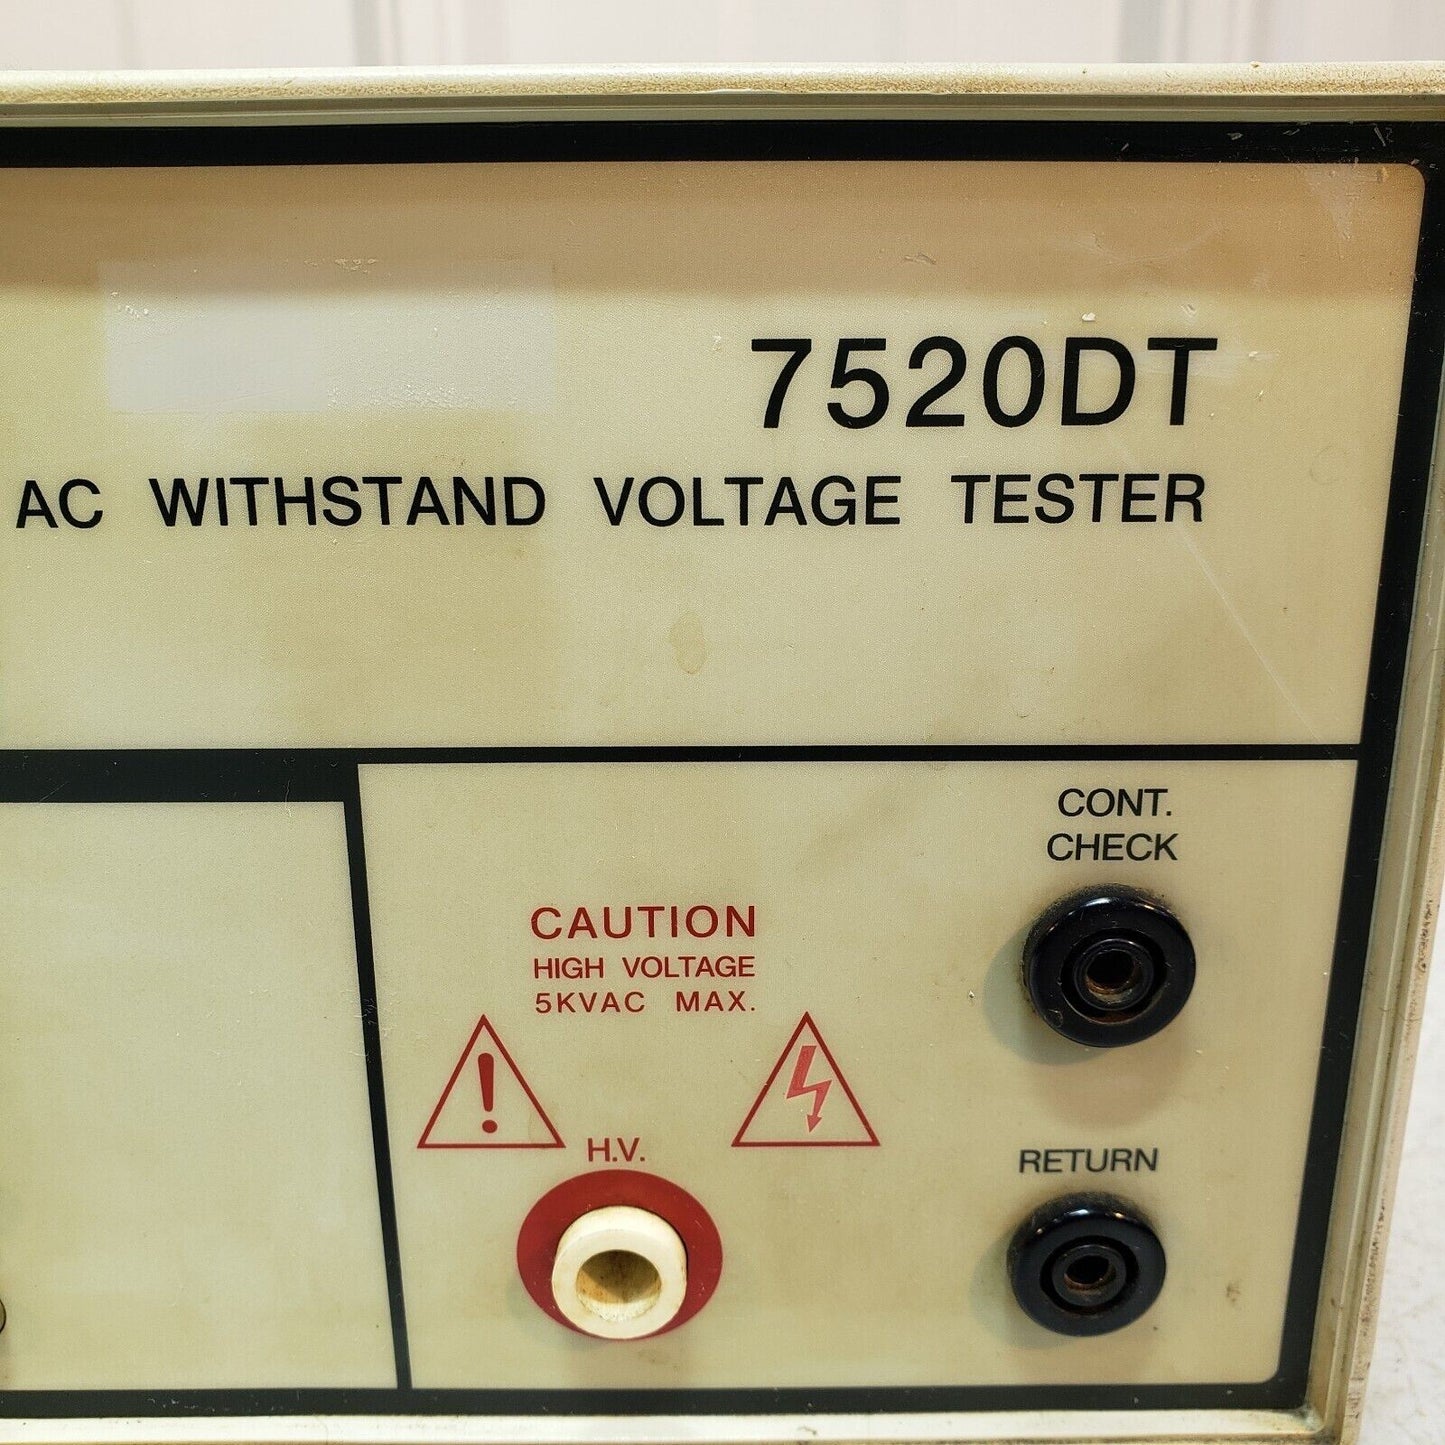 7520DT
AC WITHSTAND VOLTAGE TESTER
CONT.
CHECK
CAUTION
HIGH VOLTAGE
5KVAC MAX.
!
H.V.
RETURN